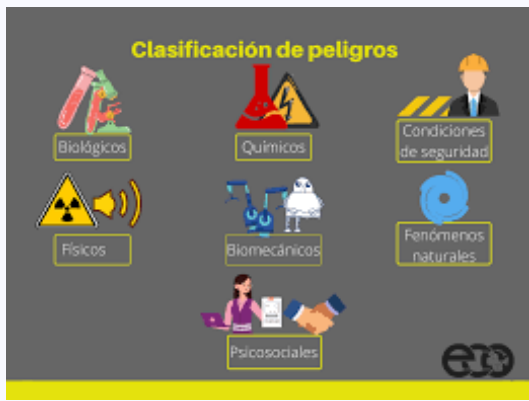 Clasificación de peligros
Biológicos
Químicos
Condiciones
de seguridad
Físicos
Biomecánicos
Fenómenos
naturales
Psicosociales
eco